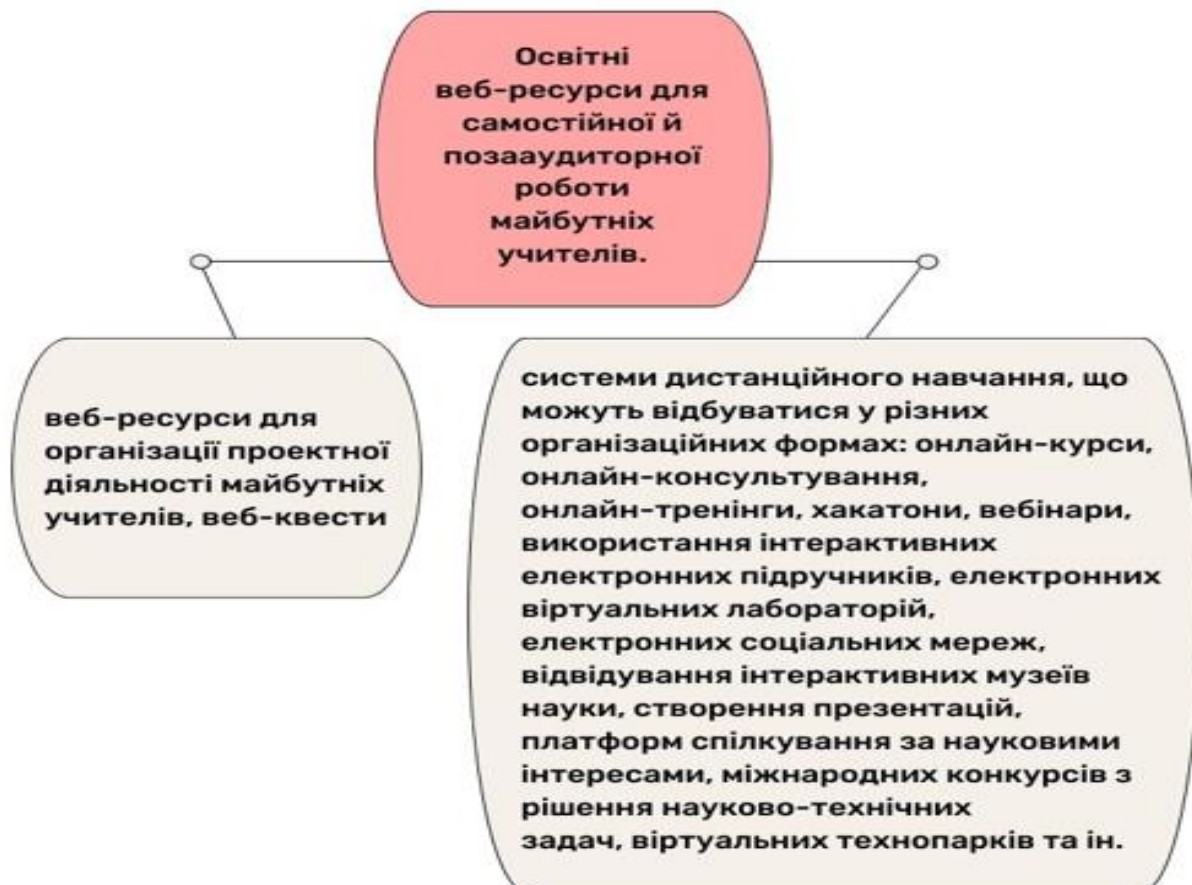 Освітні
веб-ресурси для
самостійної й
позааудиторної
роботи
майбутніх
учителів.
веб-ресурси для
організації проектної
діяльності майбутніх
учителів, веб-квести
системи дистанційного навчання, що
можуть відбуватися у різних
організаційних формах: онлайн-курси,
онлайн-консультування,
онлайн-тренінги, хакатони, вебінари,
використання інтерактивних
електронних підручників, електронних
віртуальних лабораторій,
електронних соціальних мереж,
відвідування інтерактивних музеїв
науки, створення презентацій,
платформ спілкування за науковими
інтересами, міжнародних конкурсів з
рішення науково-технічних
задач, віртуальних технопарків та ін.